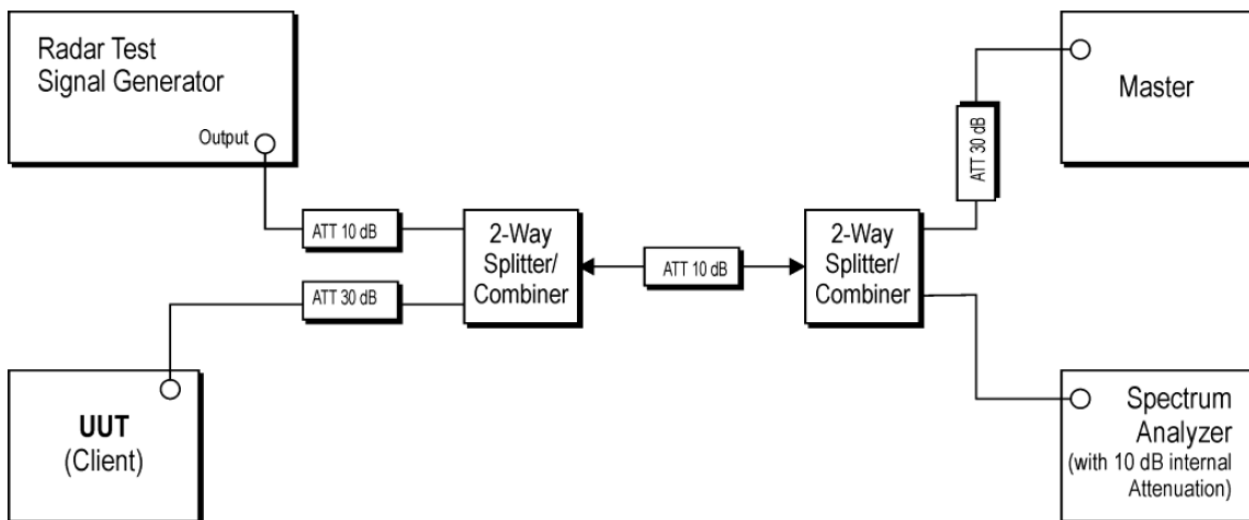 Radar Test
Signal Generator
Output
ATT 10 dB
ATT 30 dB
UUT
(Client)
2-Way
Splitter/
Combiner
ATT 10 dB
2-Way
Splitter/
Combiner
ATT 30 dB
Master
Spectrum
Analyzer
(with 10 dB internal
Attenuation)